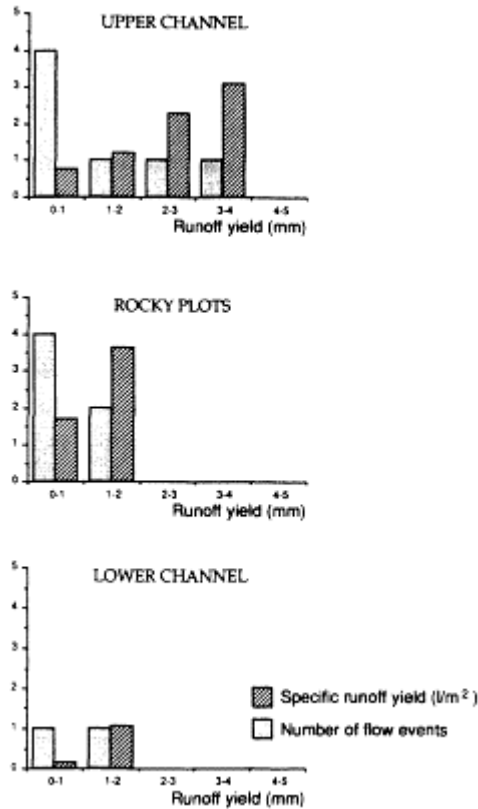 UPPER CHANNEL
5
4
3
2
1
0
0-1 1-2 2-3 3-4 4-5
Runoff yield (mm)
ROCKY PLOTS
5
4
3
2
1
0
0-1 1-2 2-3 3-4 4-5
Runoff yield (mm)
LOWER CHANNEL
5
4
3
2
1
0
Specific runoff yield (l/m²)
Number of flow events
0-1 1-2 2-3 3-4 4-5
Runoff yield (mm)